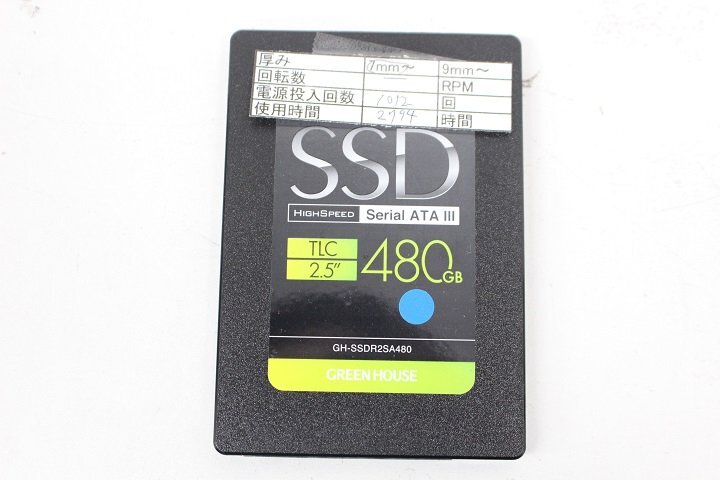 厚み 7mm～ 9mm～
回転数 RPM
電源投入回数 1012 回
使用時間 2794 時間
SSD
HIGHSPEED Serial ATA III
TLC
2.5"
480GB
GH-SSDR2SA480
GREEN HOUSE